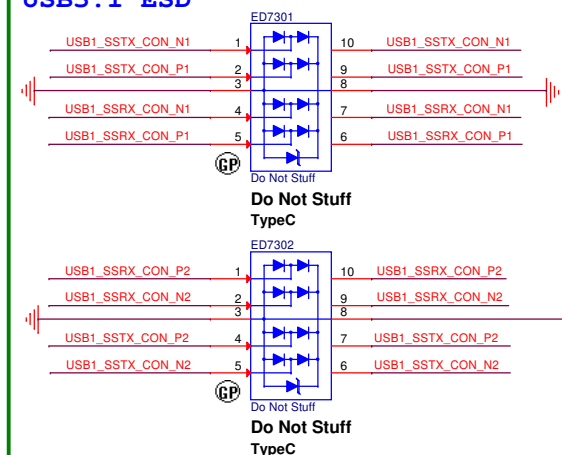 USB3.1 ESD
ED7301
USB1_SSTX_CON_N1 1 10 USB1_SSTX_CON_N1
USB1_SSTX_CON_P1 2 9 USB1_SSTX_CON_P1
3 8
USB1_SSRX_CON_N1 4 7 USB1_SSRX_CON_N1
USB1_SSRX_CON_P1 5 6 USB1_SSRX_CON_P1
GP
Do Not Stuff
Do Not Stuff
TypeC
ED7302
USB1_SSRX_CON_P2 1 10 USB1_SSRX_CON_P2
USB1_SSRX_CON_N2 2 9 USB1_SSRX_CON_N2
3 8
USB1_SSTX_CON_P2 4 7 USB1_SSTX_CON_P2
USB1_SSTX_CON_N2 5 6 USB1_SSTX_CON_N2
GP
Do Not Stuff
Do Not Stuff
TypeC